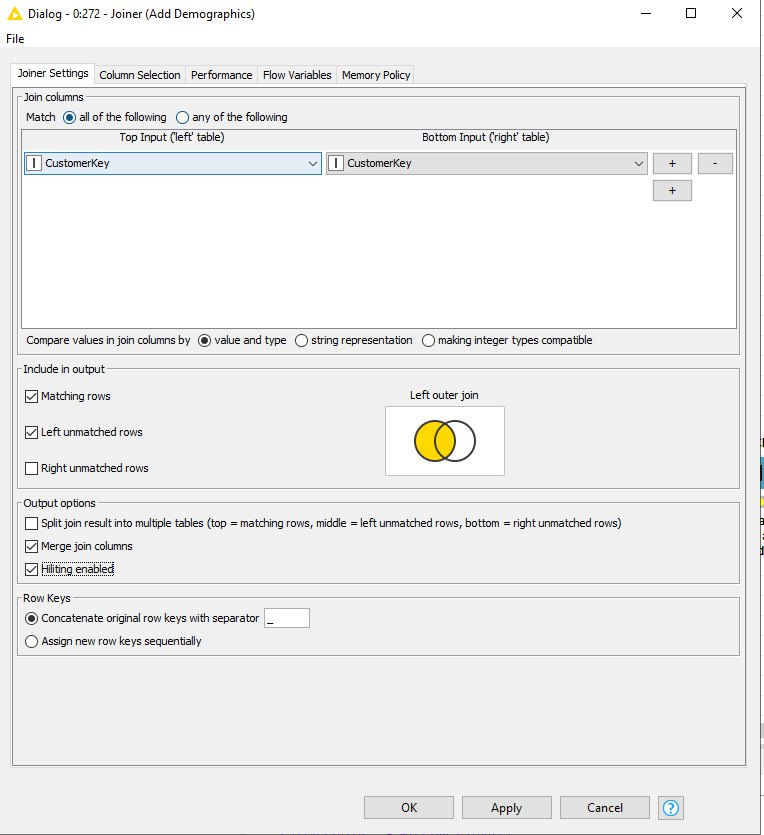 Dialog - 0:272 - Joiner (Add Demographics)
File
Joiner Settings Column Selection Performance Flow Variables Memory Policy
Join columns
Match all of the following any of the following
Top Input ('left' table) Bottom Input ('right' table)
I CustomerKey I CustomerKey + -
+
Compare values in join columns by value and type string representation making integer types compatible
Include in output
Matching rows
Left outer join
Left unmatched rows
Right unmatched rows
Output options
Split join result into multiple tables (top = matching rows, middle = left unmatched rows, bottom = right unmatched rows)
Merge join columns
Hiliting enabled
Row Keys
Concatenate original row keys with separator _
Assign new row keys sequentially
OK Apply Cancel ?